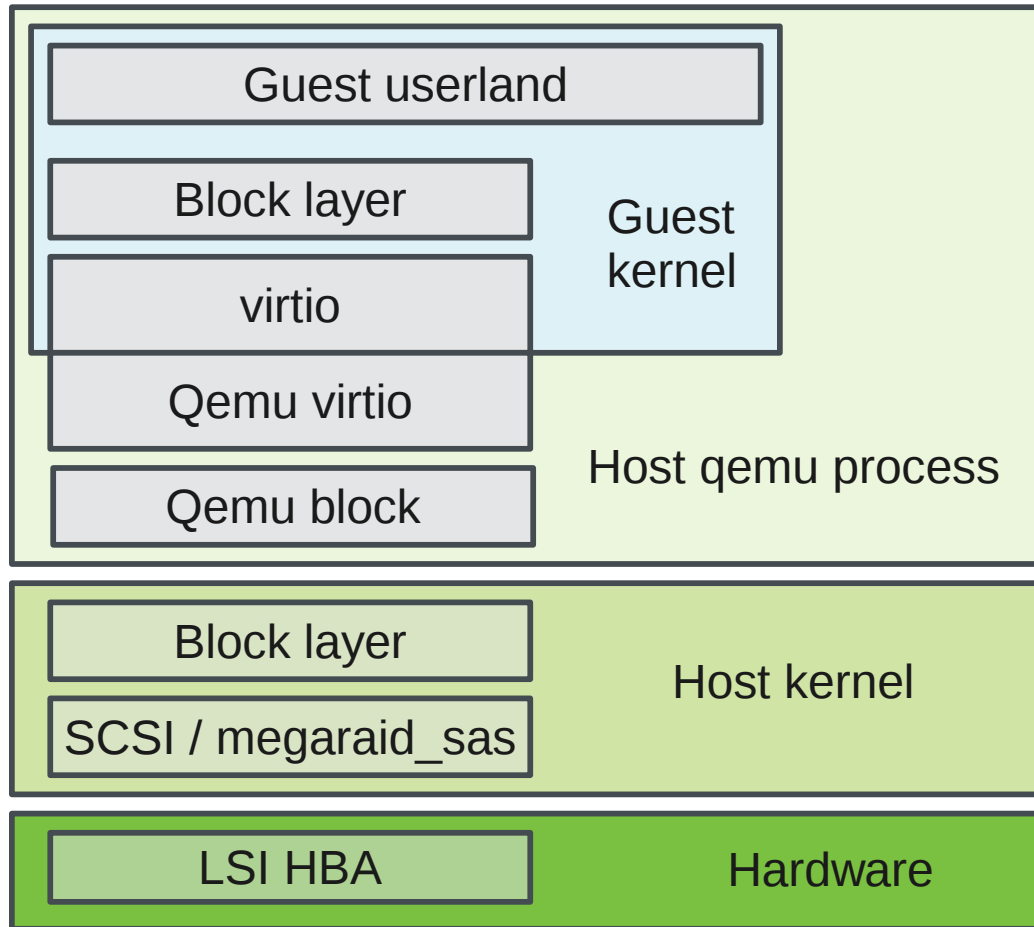 Guest userland
Block layer
Guest
kernel
virtio
Qemu virtio
Host qemu process
Qemu block
Block layer
Host kernel
SCSI / megaraid_sas
LSI HBA
Hardware